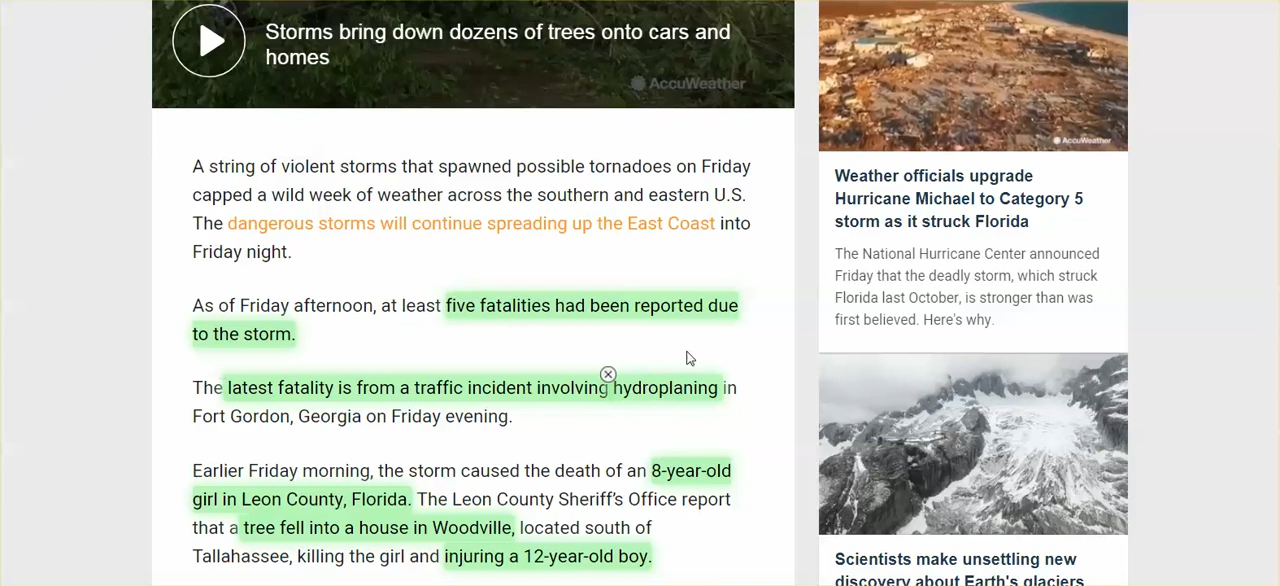 Storms bring down dozens of trees onto cars and
homes
AccuWeather
A string of violent storms that spawned possible tornadoes on Friday
capped a wild week of weather across the southern and eastern U.S.
The dangerous storms will continue spreading up the East Coast into
Friday night.
As of Friday afternoon, at least five fatalities had been reported due
to the storm.
The latest fatality is from a traffic incident involving hydroplaning in
Fort Gordon, Georgia on Friday evening.
Earlier Friday morning, the storm caused the death of an 8-year-old
girl in Leon County, Florida. The Leon County Sheriff's Office report
that a tree fell into a house in Woodville, located south of
Tallahassee, killing the girl and injuring a 12-year-old boy.
AccuWeather
Weather officials upgrade
Hurricane Michael to Category 5
storm as it struck Florida
The National Hurricane Center announced
Friday that the deadly storm, which struck
Florida last October, is stronger than was
first believed. Here's why.
Scientists make unsettling new
discovery about Earth's glaciers